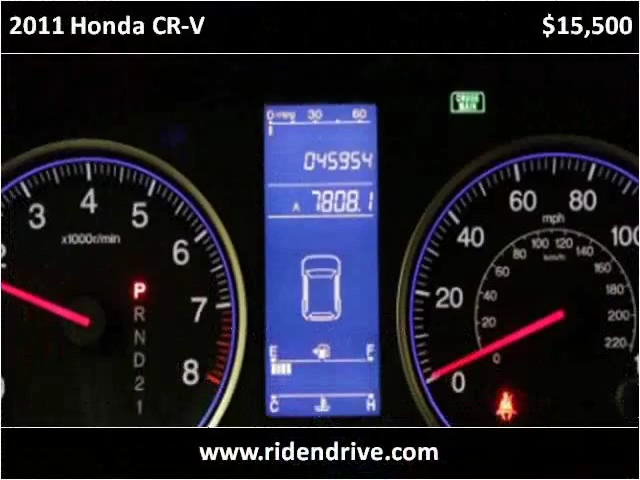 2011 Honda CR-V $15,500
0 mpg 30 60
CRUISE MAIN
045954
A 7808.1
3 4 5 6 7 8
x1000r/min
2
P
R
N
D
2
1
0 20 40 60 80 100
mph
0 20 40 60 80 100 120 140 160 180 200 220
km/h
E F
C H
www.ridendrive.com